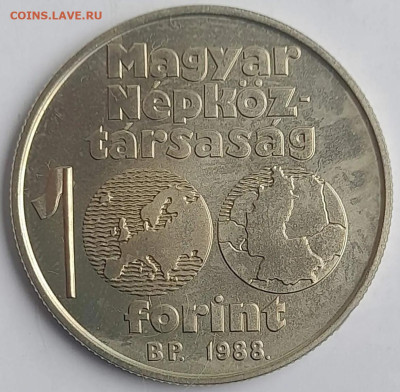 COINS.LAVE.RU
Magyar
Népköz-
társaság
100
forint
BP. 1988.